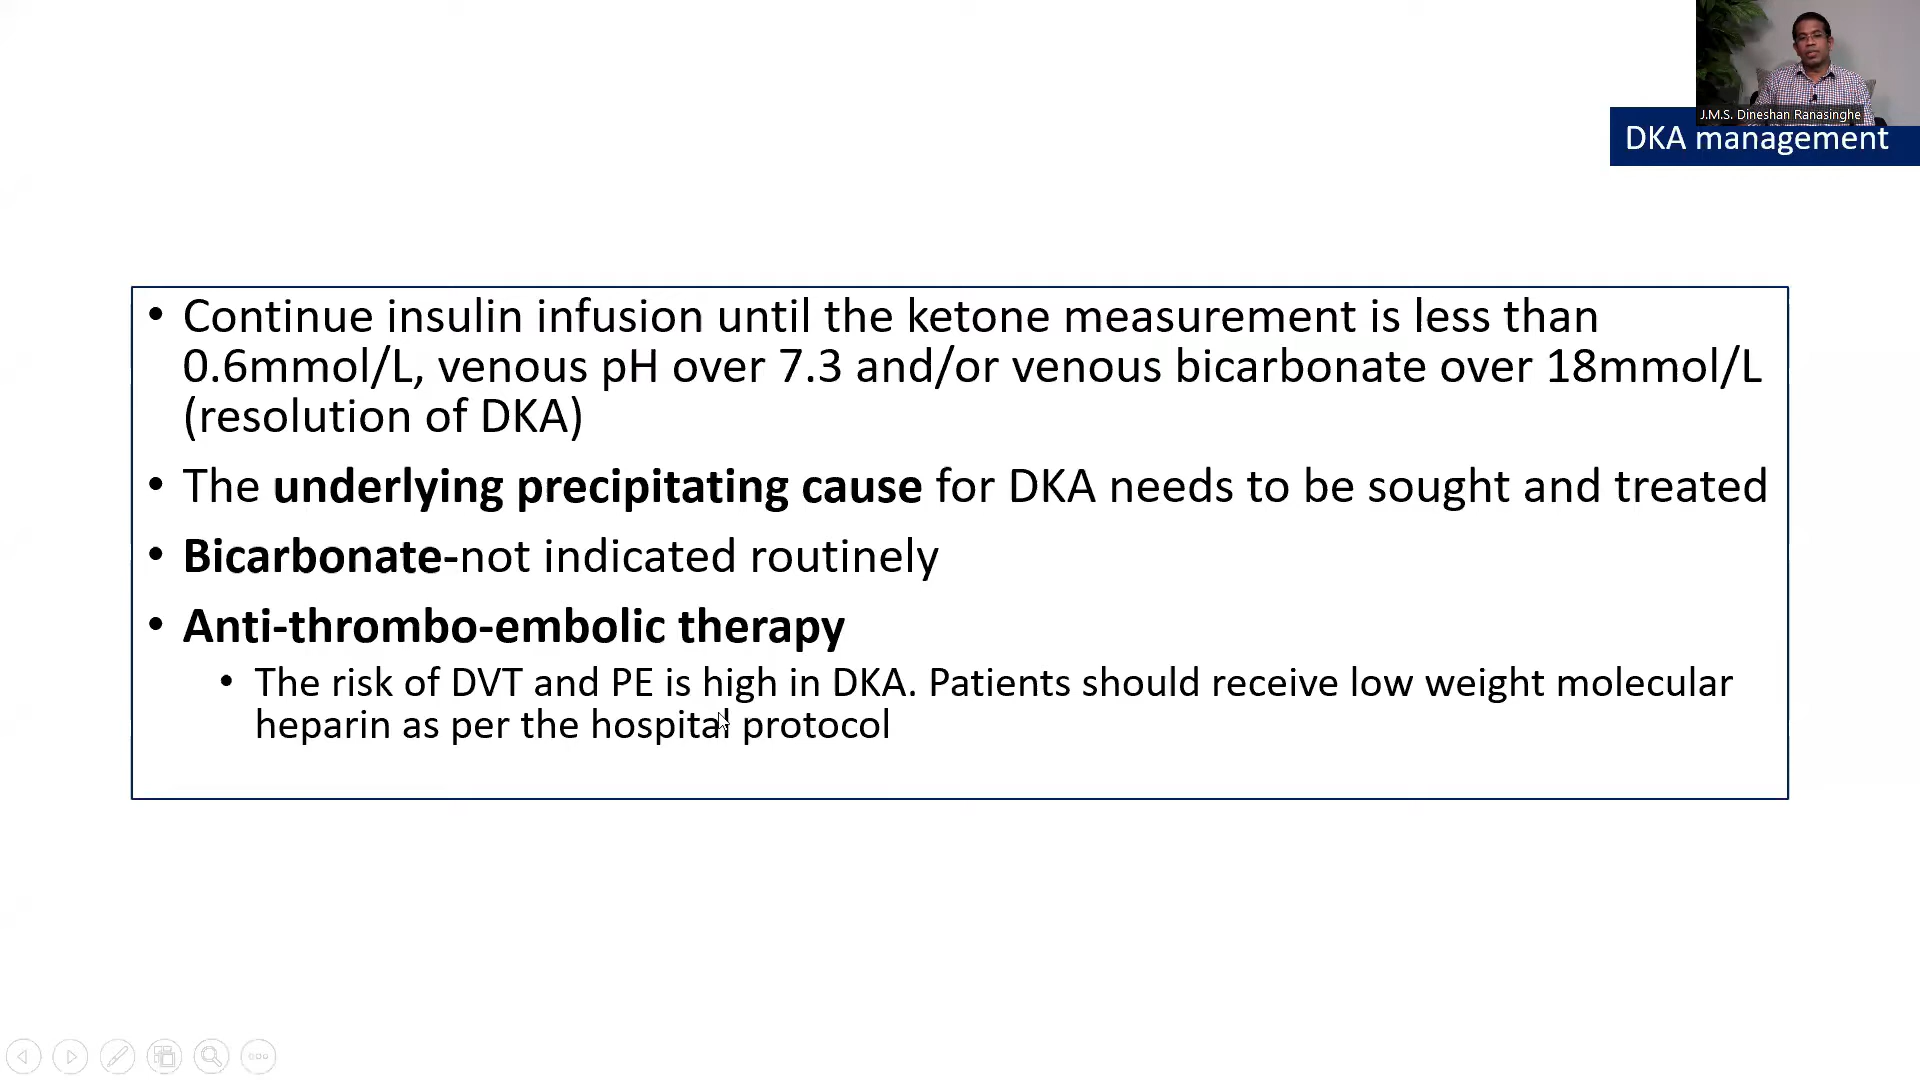 J.M.S. Dineshan Ranasinghe
DKA management
• Continue insulin infusion until the ketone measurement is less than
0.6mmol/L, venous pH over 7.3 and/or venous bicarbonate over 18mmol/L
(resolution of DKA)
• The underlying precipitating cause for DKA needs to be sought and treated
• Bicarbonate-not indicated routinely
• Anti-thrombo-embolic therapy
• The risk of DVT and PE is high in DKA. Patients should receive low weight molecular
heparin as per the hospital protocol